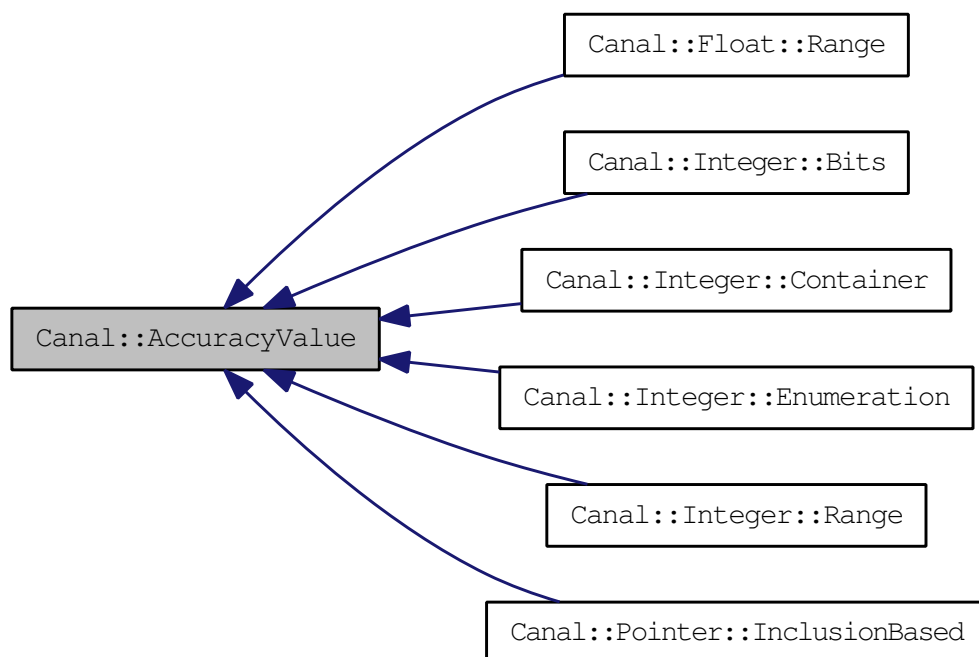 Canal::Float::Range
Canal::Integer::Bits
Canal::Integer::Container
Canal::AccuracyValue
Canal::Integer::Enumeration
Canal::Integer::Range
Canal::Pointer::InclusionBased